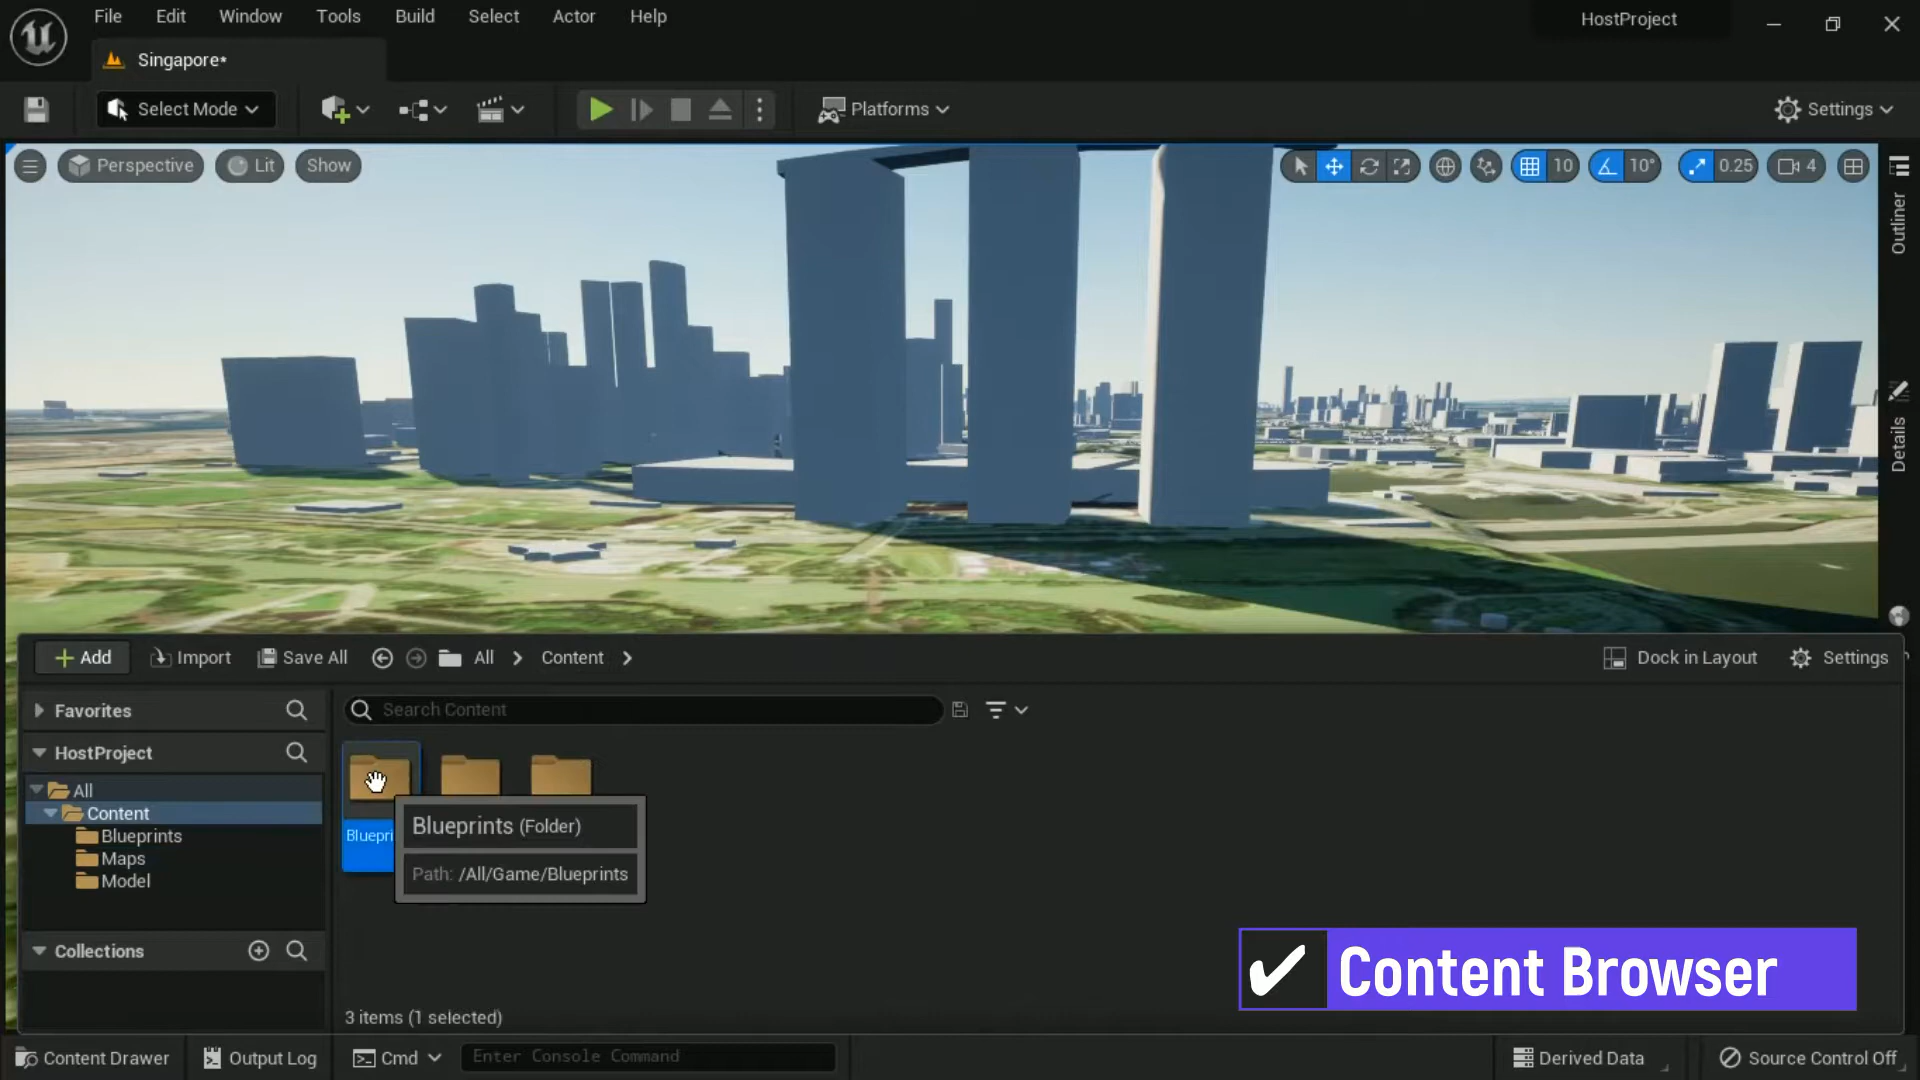 File Edit Window Tools Build Select Actor Help
HostProject
Singapore*
Select Mode
Platforms
Settings
Perspective
Lit
Show
10
10°
0.25
4
Outliner
Details
Add
Import
Save All
All
Content
Dock in Layout
Settings
Favorites
Search Content
HostProject
All
Content
Blueprints
Maps
Model
Bluepri
Blueprints (Folder)
Path: /All/Game/Blueprints
Collections
Content Browser
3 items (1 selected)
Content Drawer
Output Log
Cmd
Enter Console Command
Derived Data
Source Control Off